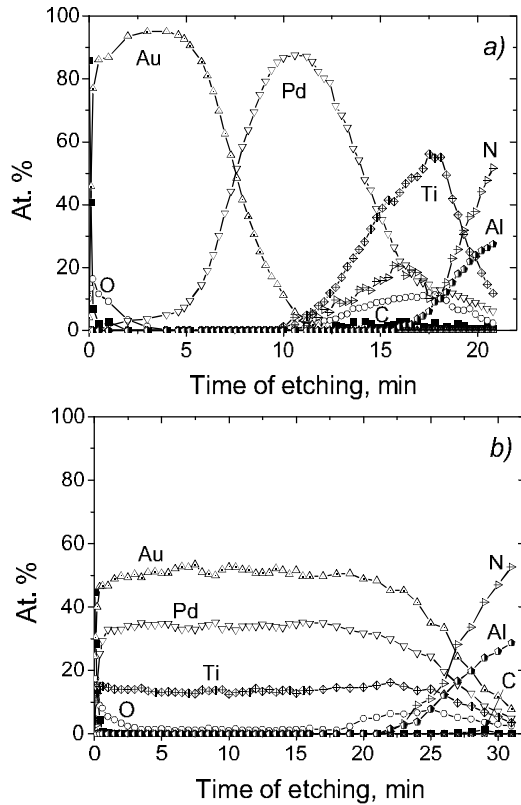 a)
100
80
60
40
20
0
At. %
Au
Pd
N
Ti
Al
O
C
0 5 10 15 20
Time of etching, min
b)
100
80
60
40
20
0
At. %
Au
N
Pd
Al
Ti
C
O
0 5 10 15 20 25 30
Time of etching, min